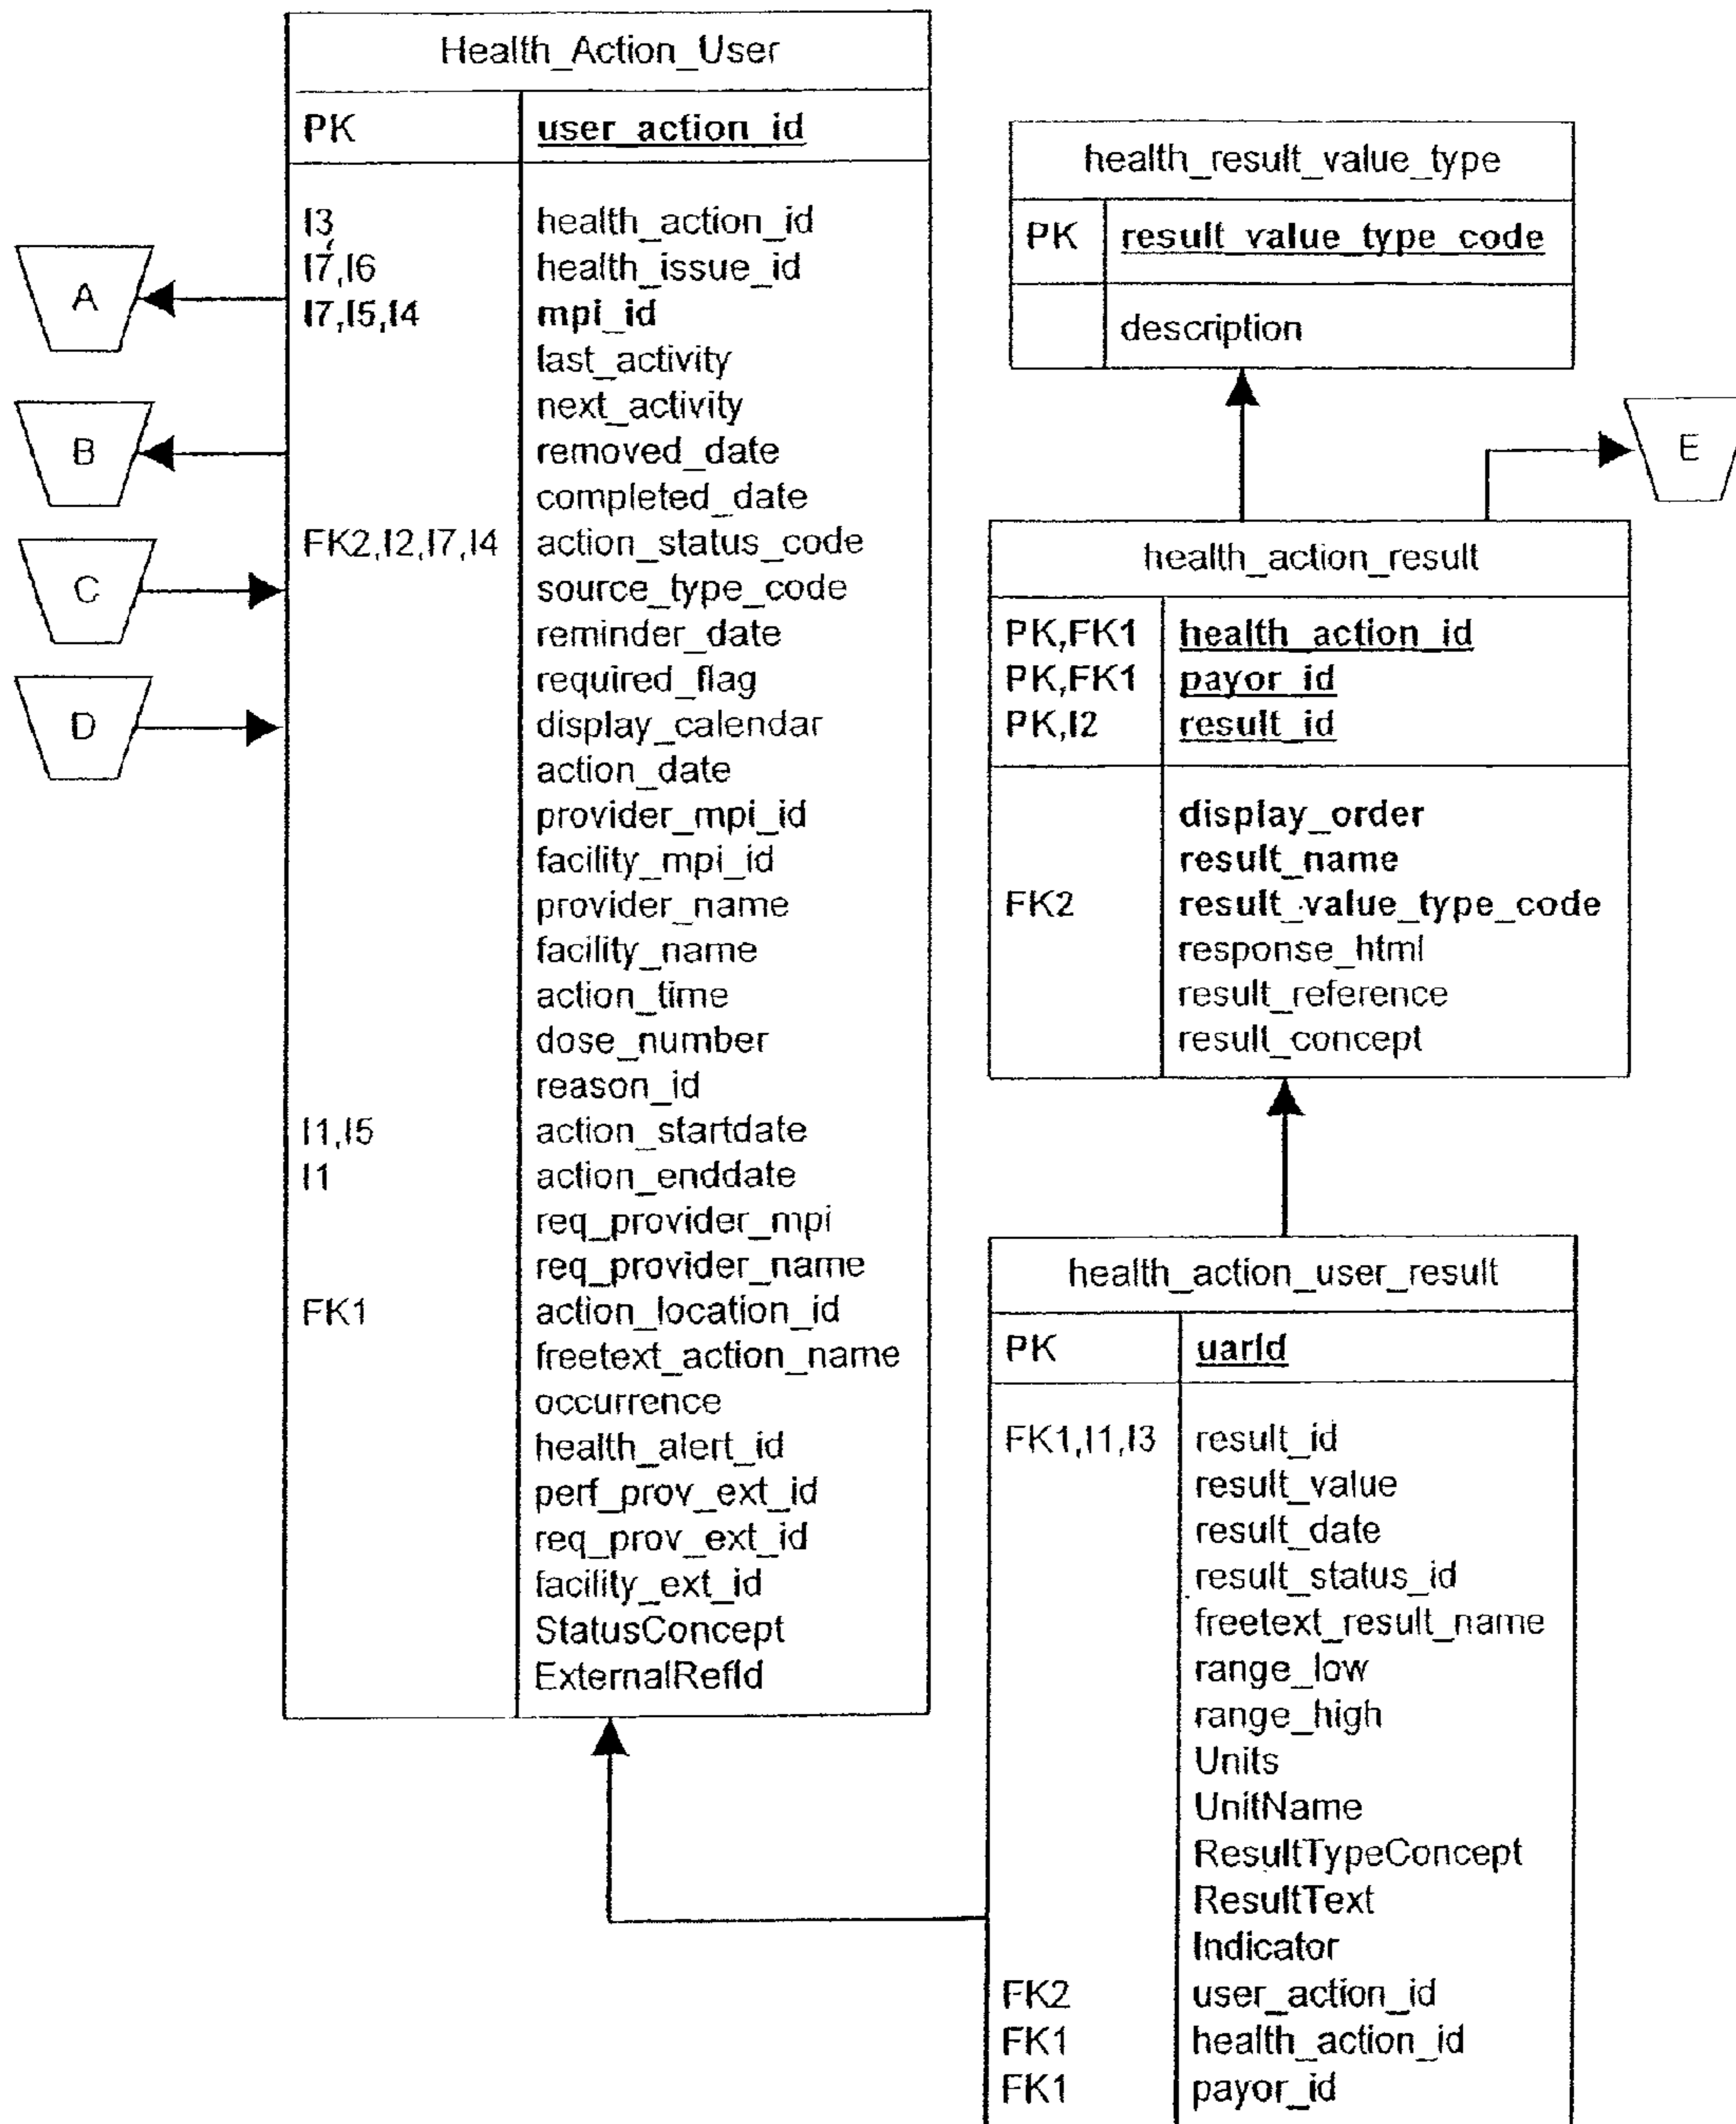 Health_Action_User
PK user_action_id
I3, health_action_id
I7,I6 health_issue_id
I7,I5,I4 mpi_id
last_activity
next_activity
removed_date
completed_date
FK2,I2,I7,I4 action_status_code
source_type_code
reminder_date
required_flag
display_calendar
action_date
provider_mpi_id
facility_mpi_id
provider_name
facility_name
action_time
dose_number
reason_id
I1,I5 action_startdate
I1 action_enddate
req_provider_mpi
req_provider_name
FK1 action_location_id
freetext_action_name
occurrence
health_alert_id
perf_prov_ext_id
req_prov_ext_id
facility_ext_id
StatusConcept
ExternalRefId
A
B
C
D
health_result_value_type
PK result_value_type_code
description
E
health_action_result
PK,FK1 health_action_id
PK,FK1 payor_id
PK,I2 result_id
display_order
result_name
FK2 result_value_type_code
response_html
result_reference
result_concept
health_action_user_result
PK uarId
FK1,I1,I3 result_id
result_value
result_date
result_status_id
freetext_result_name
range_low
range_high
Units
UnitName
ResultTypeConcept
ResultText
Indicator
FK2 user_action_id
FK1 health_action_id
FK1 payor_id